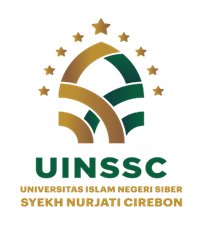 UINSSC
UNIVERSITAS ISLAM NEGERI SIBER
SYEKH NURJATI CIREBON